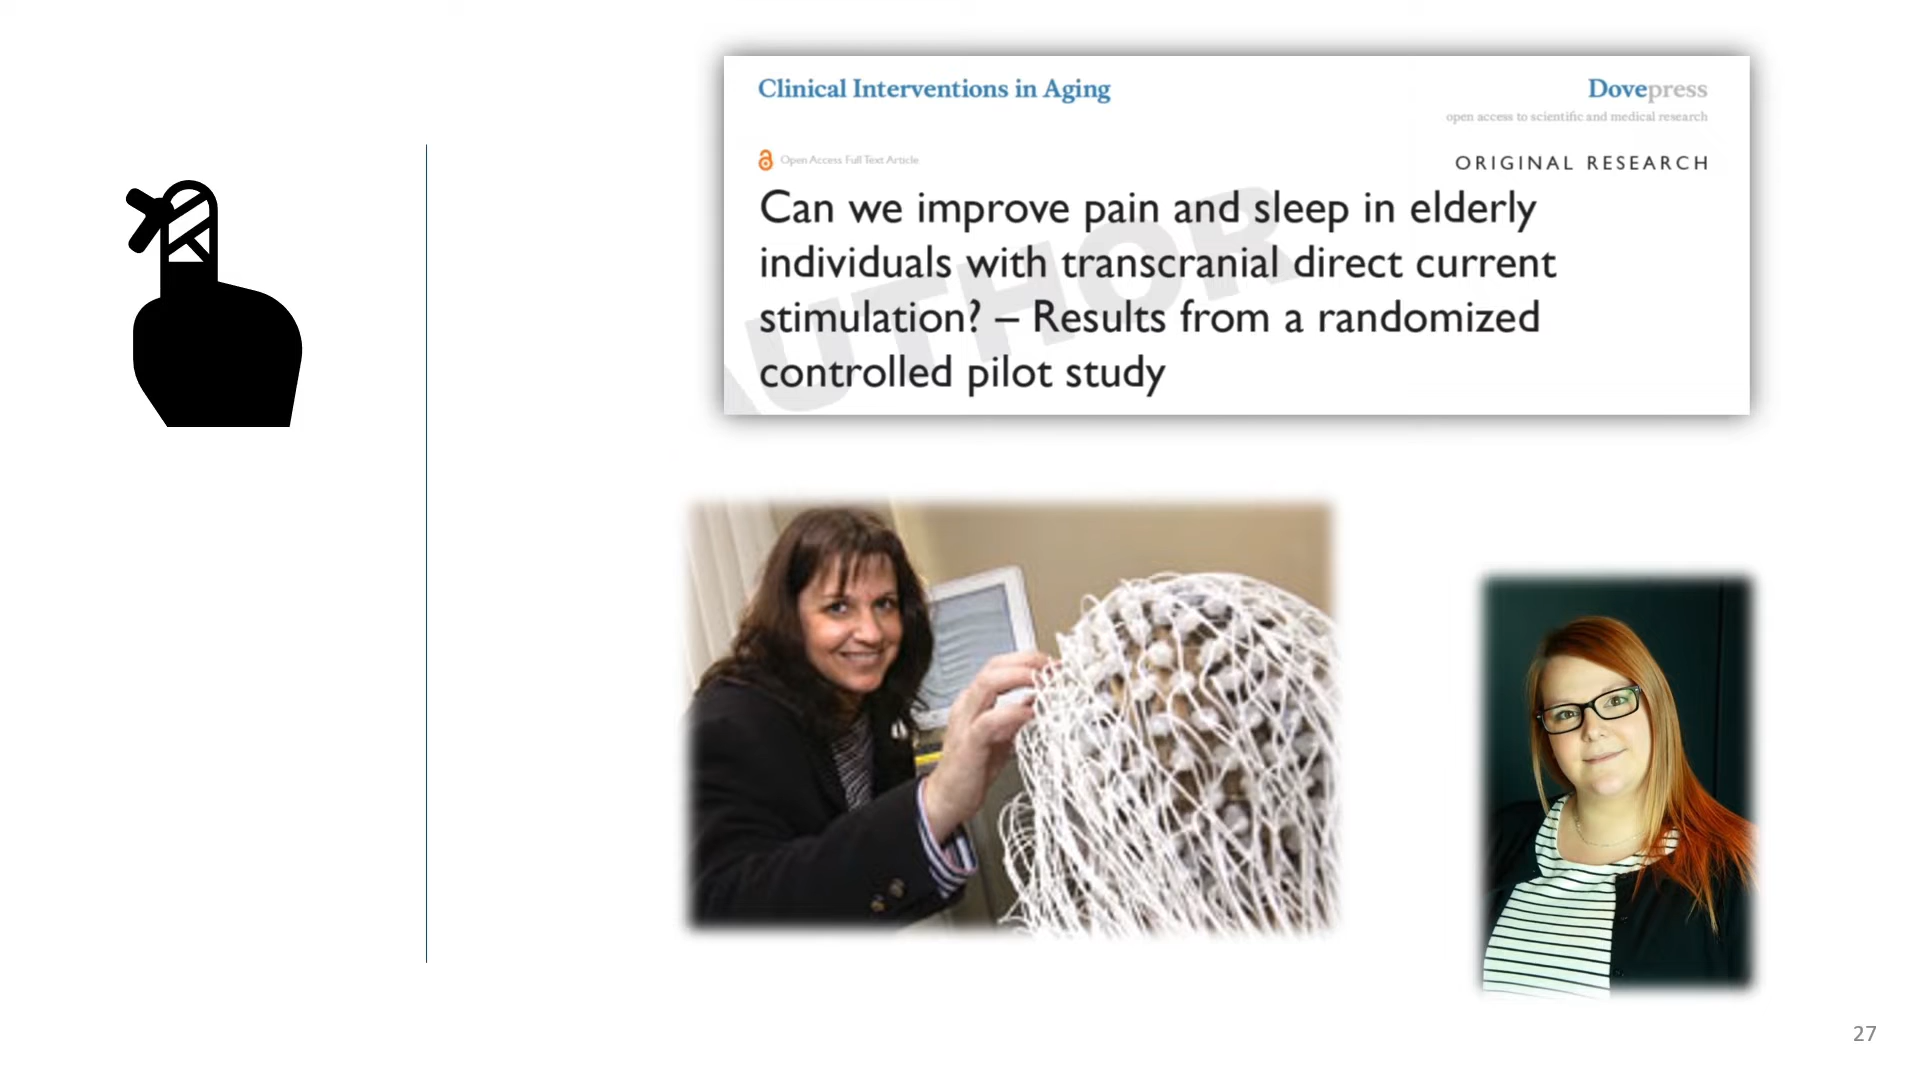 Clinical Interventions in Aging
Dovepress
open access to scientific and medical research
Open Access Full Text Article
ORIGINAL RESEARCH
Can we improve pain and sleep in elderly
individuals with transcranial direct current
stimulation? – Results from a randomized
controlled pilot study
UTHOR
27